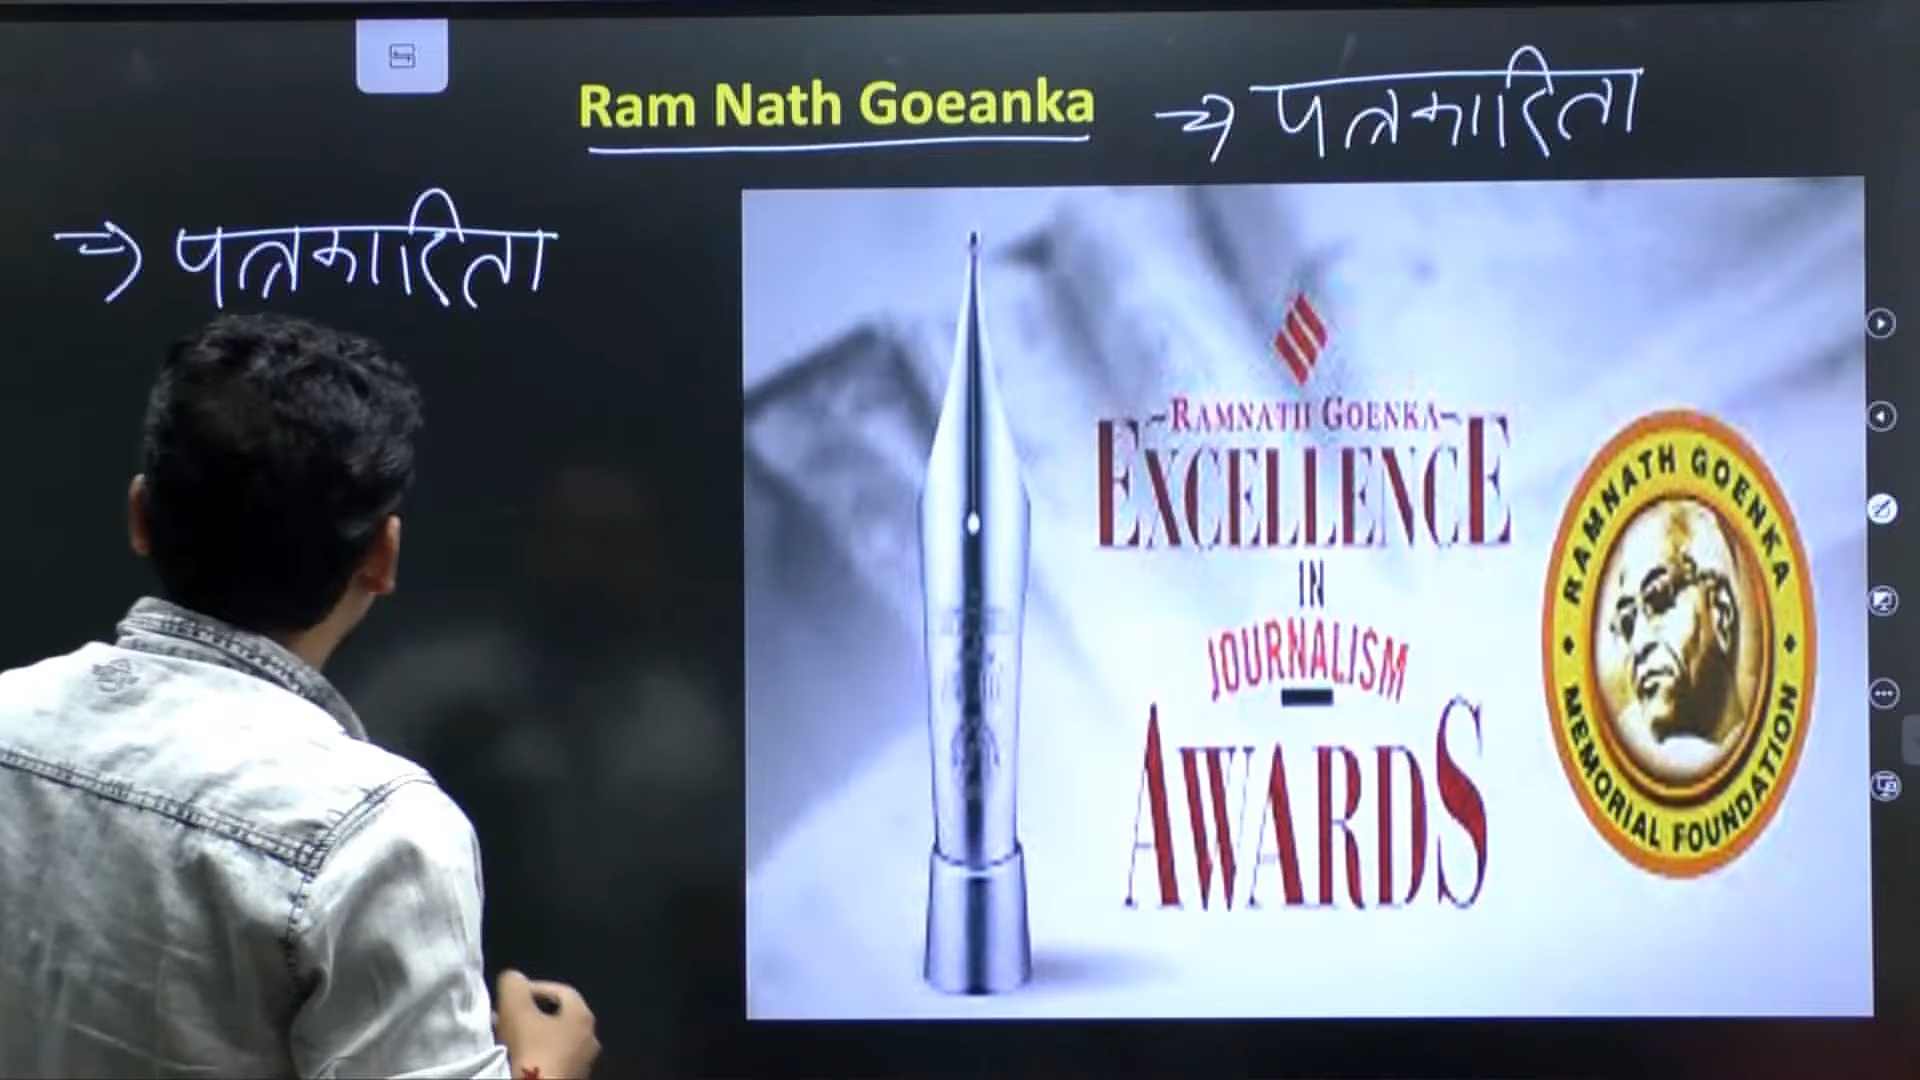 Ram Nath Goeanka → पत्रकारिता
→ पत्रकारिता
RAMNATH GOENKA
EXCELLENCE
IN
JOURNALISM
AWARDS
RAMNATH GOENKA
MEMORIAL FOUNDATION